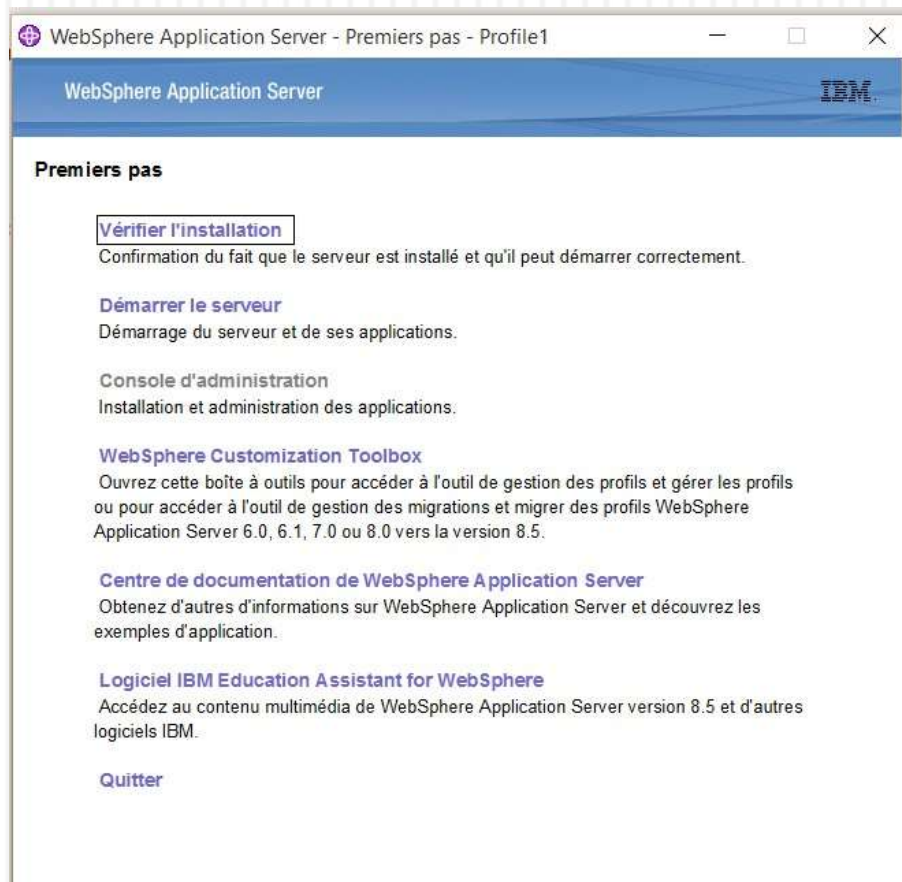 WebSphere Application Server - Premiers pas - Profile1
WebSphere Application Server
IBM.
Premiers pas
Vérifier l'installation
Confirmation du fait que le serveur est installé et qu'il peut démarrer correctement.
Démarrer le serveur
Démarrage du serveur et de ses applications.
Console d'administration
Installation et administration des applications.
WebSphere Customization Toolbox
Ouvrez cette boîte à outils pour accéder à l'outil de gestion des profils et gérer les profils
ou pour accéder à l'outil de gestion des migrations et migrer des profils WebSphere
Application Server 6.0, 6.1, 7.0 ou 8.0 vers la version 8.5.
Centre de documentation de WebSphere Application Server
Obtenez d'autres d'informations sur WebSphere Application Server et découvrez les
exemples d'application.
Logiciel IBM Education Assistant for WebSphere
Accédez au contenu multimédia de WebSphere Application Server version 8.5 et d'autres
logiciels IBM.
Quitter